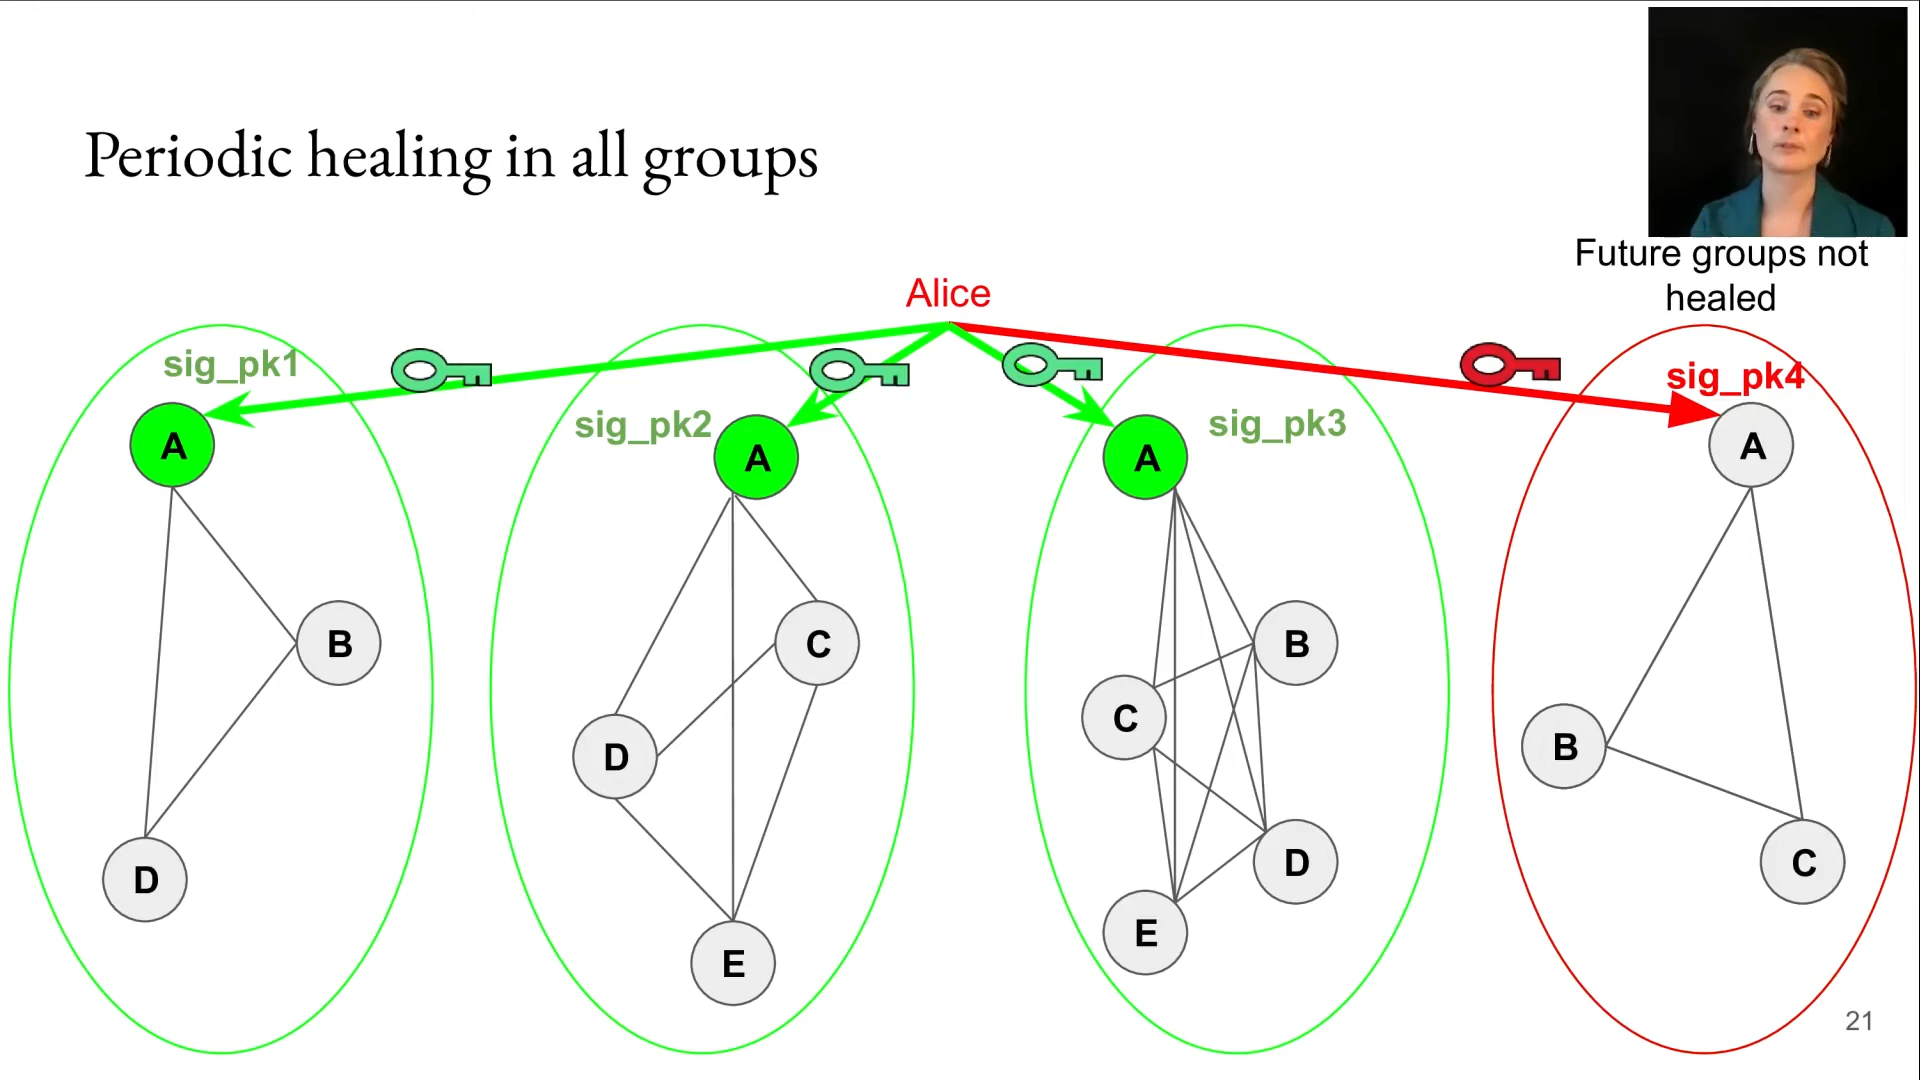 Periodic healing in all groups
Future groups not
healed
Alice
sig_pk1
sig_pk2
sig_pk3
sig_pk4
A
B
D
A
C
D
E
A
B
C
D
E
A
B
C
21